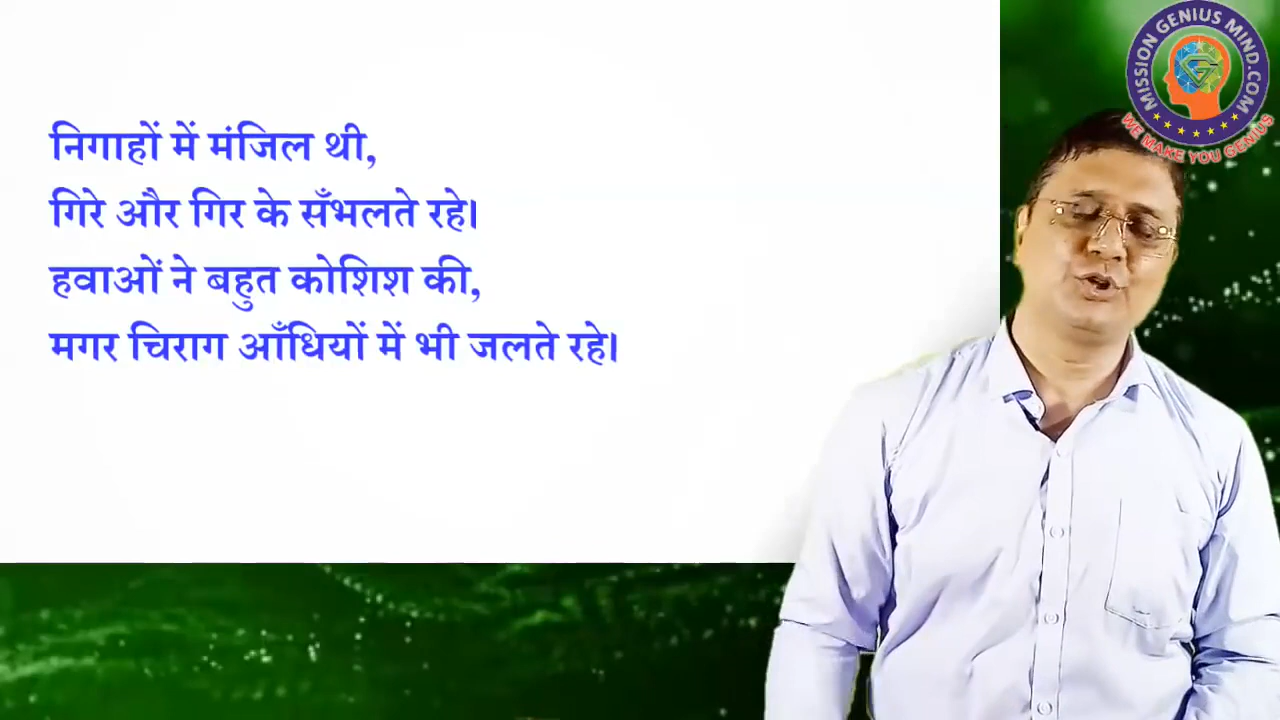 निगाहों में मंजिल थी,
गिरे और गिर के सँभलते रहे।
हवाओं ने बहुत कोशिश की,
मगर चिराग आँधियों में भी जलते रहे।
MISSION GENIUS MIND.COM
WE MAKE YOU GENIUS